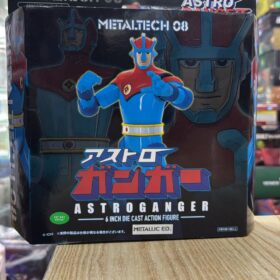 ASTRO
METALTECH 08
アストロ
ガンガー
ASTROGANGER
6 INCH DIE CAST ACTION FIGURE
METALLIC ED.